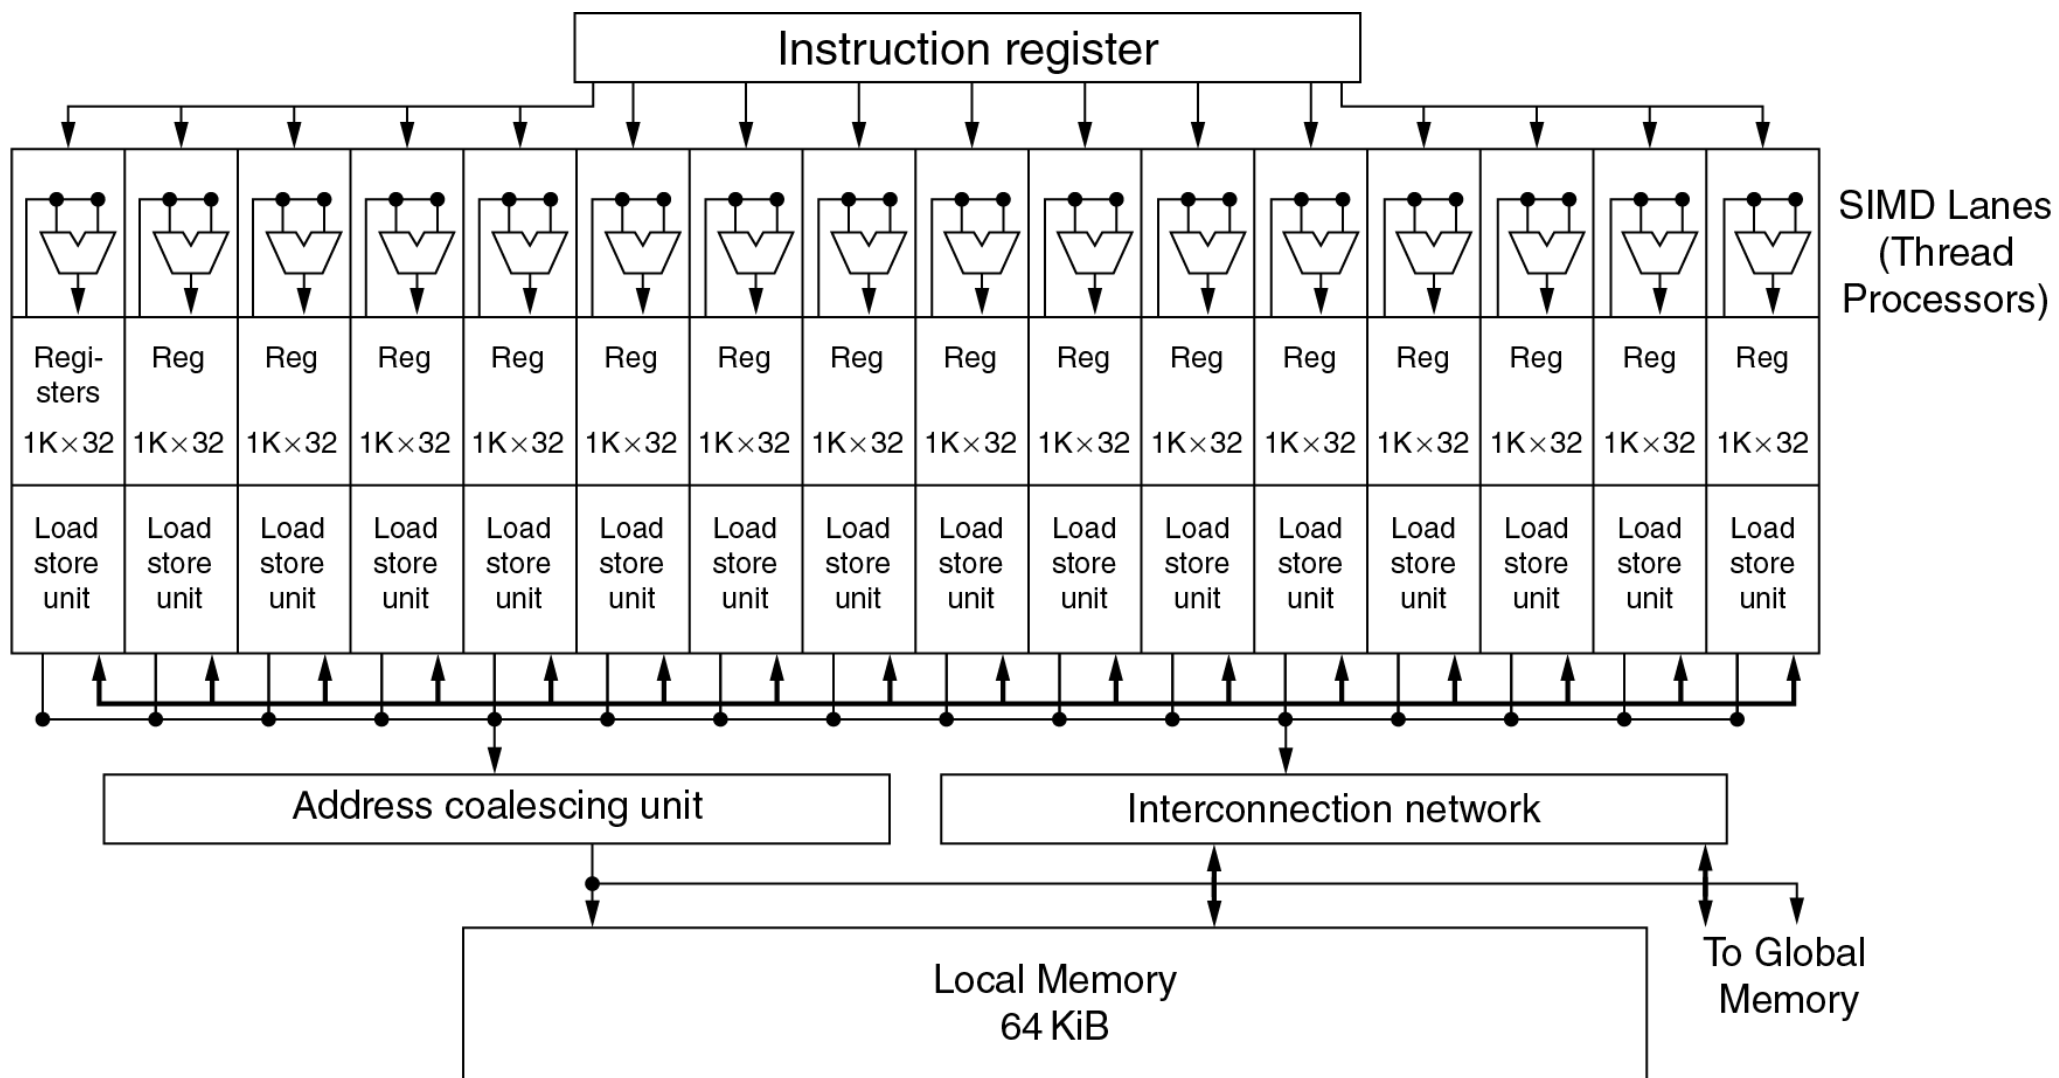 Instruction register
SIMD Lanes
(Thread
Processors)
Regi- Reg Reg Reg Reg Reg Reg Reg Reg Reg Reg Reg Reg Reg Reg Reg
sters
1K×32 1K×32 1K×32 1K×32 1K×32 1K×32 1K×32 1K×32 1K×32 1K×32 1K×32 1K×32 1K×32 1K×32 1K×32 1K×32
Load Load Load Load Load Load Load Load Load Load Load Load Load Load Load Load
store store store store store store store store store store store store store store store store
unit unit unit unit unit unit unit unit unit unit unit unit unit unit unit unit
Address coalescing unit
Interconnection network
Local Memory
64 KiB
To Global
Memory